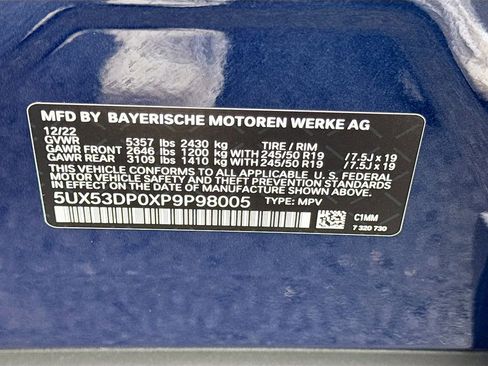 MFD BY BAYERISCHE MOTOREN WERKE AG
12/22
GVWR 5357 lbs 2430 kg TIRE / RIM
GAWR FRONT 2646 lbs 1200 kg WITH 245/50 R19 /7.5J x 19
GAWR REAR 3109 lbs 1410 kg WITH 245/50 R19 /7.5J x 19
THIS VEHICLE CONFORMS TO ALL APPLICABLE U. S. FEDERAL
MOTOR VEHICLE SAFETY, BUMPER, AND THEFT PREVENTION
STANDARDS IN EFFECT ON THE DATE OF MANUFACTURE SHOWN ABOVE.
5UX53DP0XP9P98005 TYPE: MPV
C1MM
7 320 730